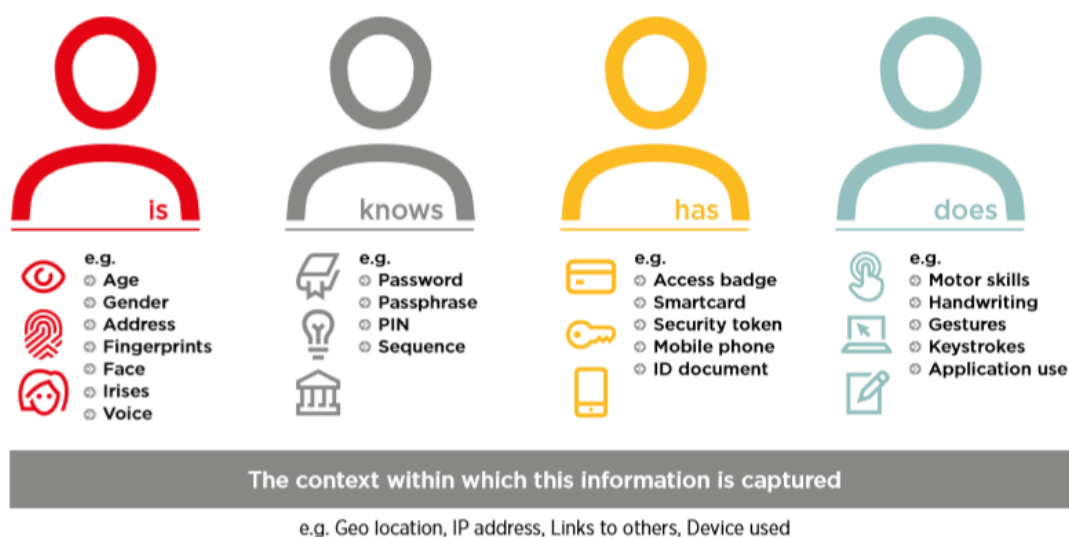 is
e.g.
Age
Gender
Address
Fingerprints
Face
Irises
Voice
knows
e.g.
Password
Passphrase
PIN
Sequence
has
e.g.
Access badge
Smartcard
Security token
Mobile phone
ID document
does
e.g.
Motor skills
Handwriting
Gestures
Keystrokes
Application use
The context within which this information is captured
e.g. Geo location, IP address, Links to others, Device used